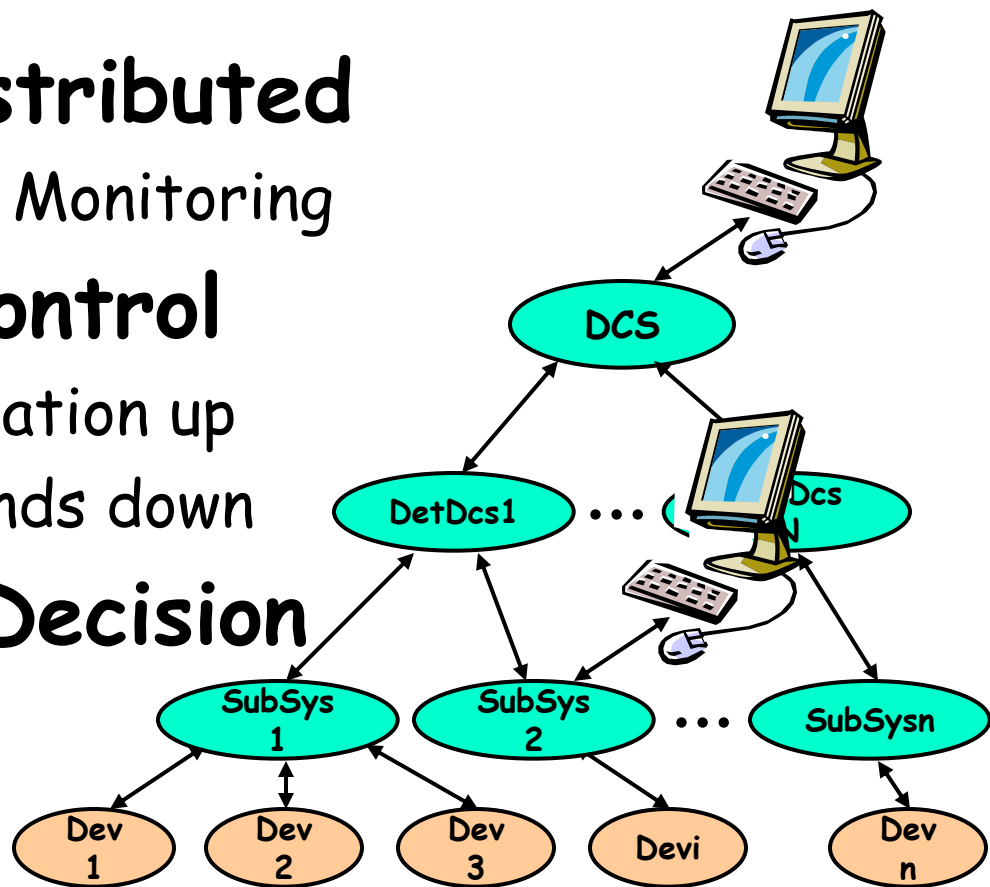 stributed
Monitoring
ontrol
ation up
nds down
Decision
DCS
DetDcs1
...
Dcs
SubSys
1
SubSys
2
...
SubSysn
Dev
1
Dev
2
Dev
3
Devi
Dev
n